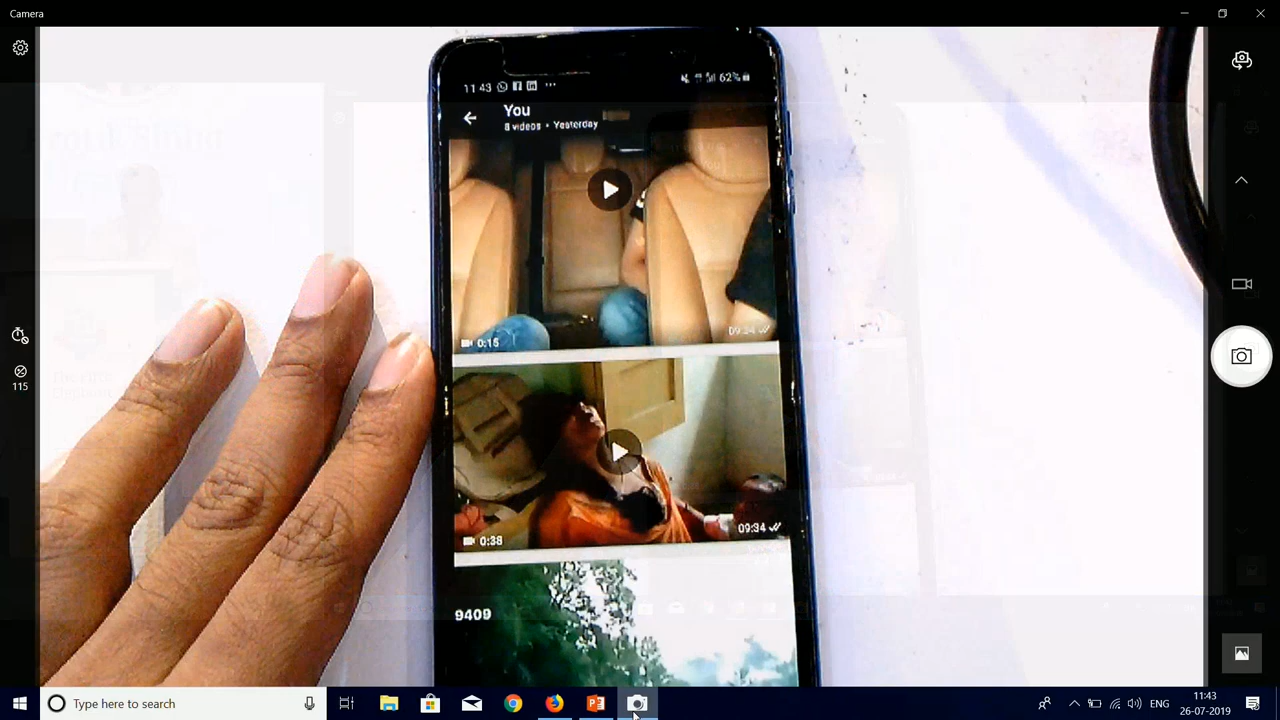 Camera
11 43
62%
You
8 videos • Yesterday
09:34
0:15
09:34
0:38
9409
115
Type here to search
ENG
11:43
26-07-2019